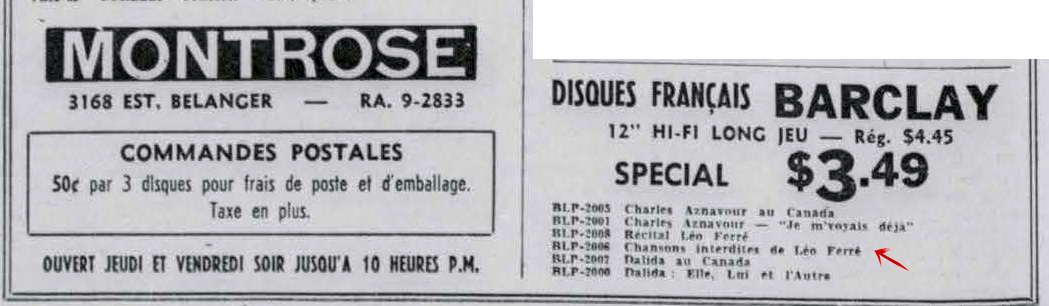 MONTROSE
3168 EST, BELANGER — RA. 9-2833
COMMANDES POSTALES
50¢ par 3 disques pour frais de poste et d'emballage.
Taxe en plus.
OUVERT JEUDI ET VENDREDI SOIR JUSQU'A 10 HEURES P.M.
DISQUES FRANÇAIS BARCLAY
12" HI-FI LONG JEU — Rég. $4.45
SPECIAL $3.49
BLP-2005 Charles Aznavour au Canada
BLP-2001 Charles Aznavour — "Je m'voyais déjà"
BLP-2008 Récital Léo Ferré
BLP-2006 Chansons interdites de Léo Ferré
BLP-2007 Dalida au Canada
BLP-2000 Dalida : Elle, Lui et l'Autre